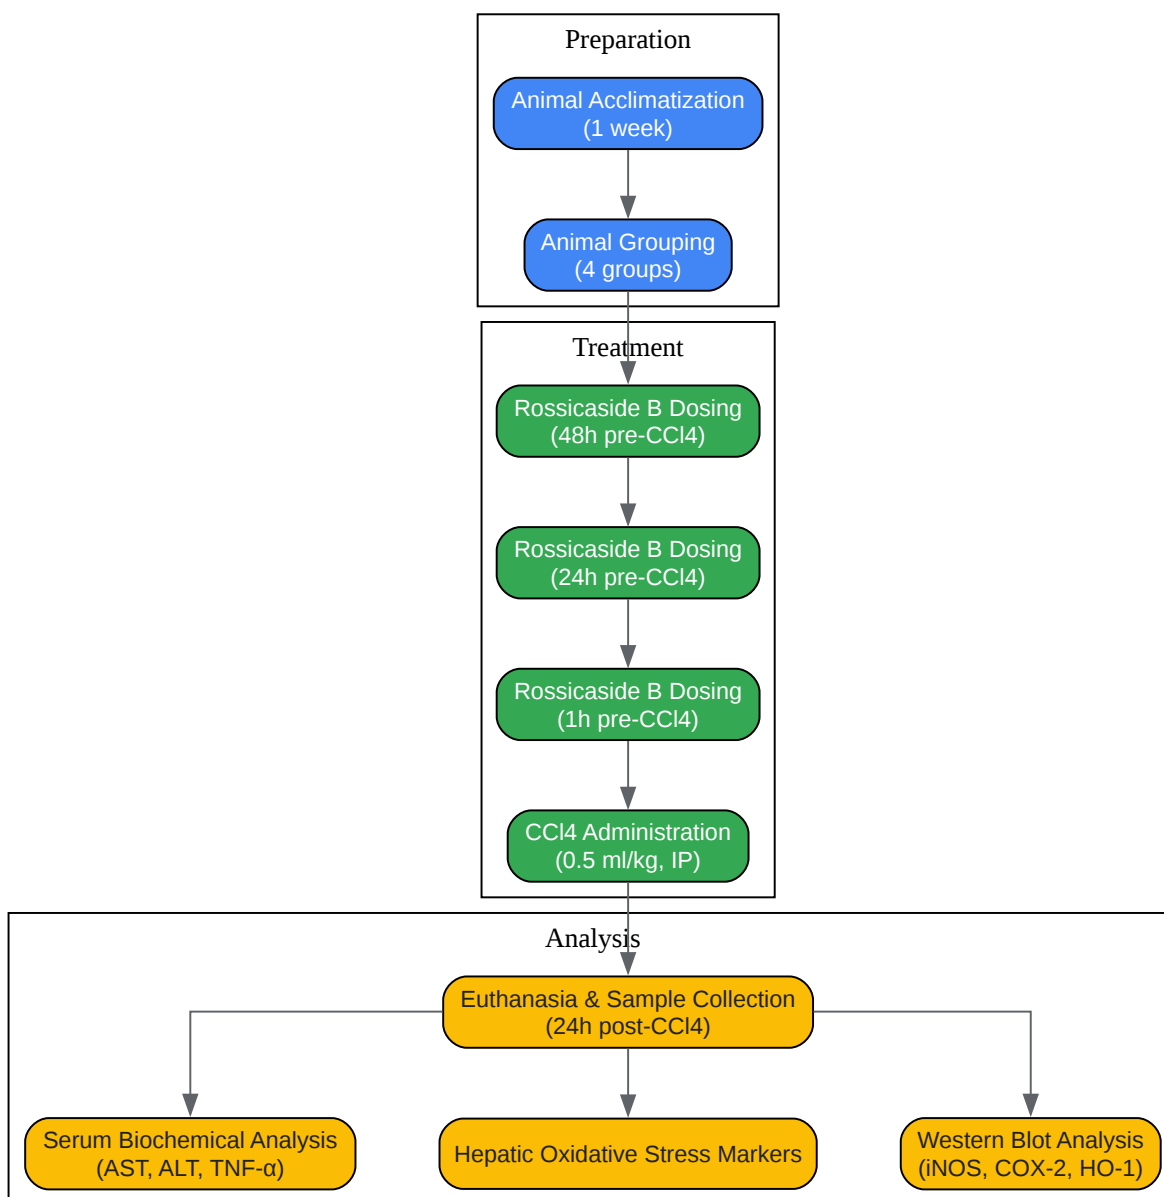 Preparation
Animal Acclimatization
(1 week)
Animal Grouping
(4 groups)
Treatment
Rossicaside B Dosing
(48h pre-CCl4)
Rossicaside B Dosing
(24h pre-CCl4)
Rossicaside B Dosing
(1h pre-CCl4)
CCl4 Administration
(0.5 ml/kg, IP)
Analysis
Euthanasia & Sample Collection
(24h post-CCl4)
Serum Biochemical Analysis
(AST, ALT, TNF-α)
Hepatic Oxidative Stress Markers
Western Blot Analysis
(iNOS, COX-2, HO-1)